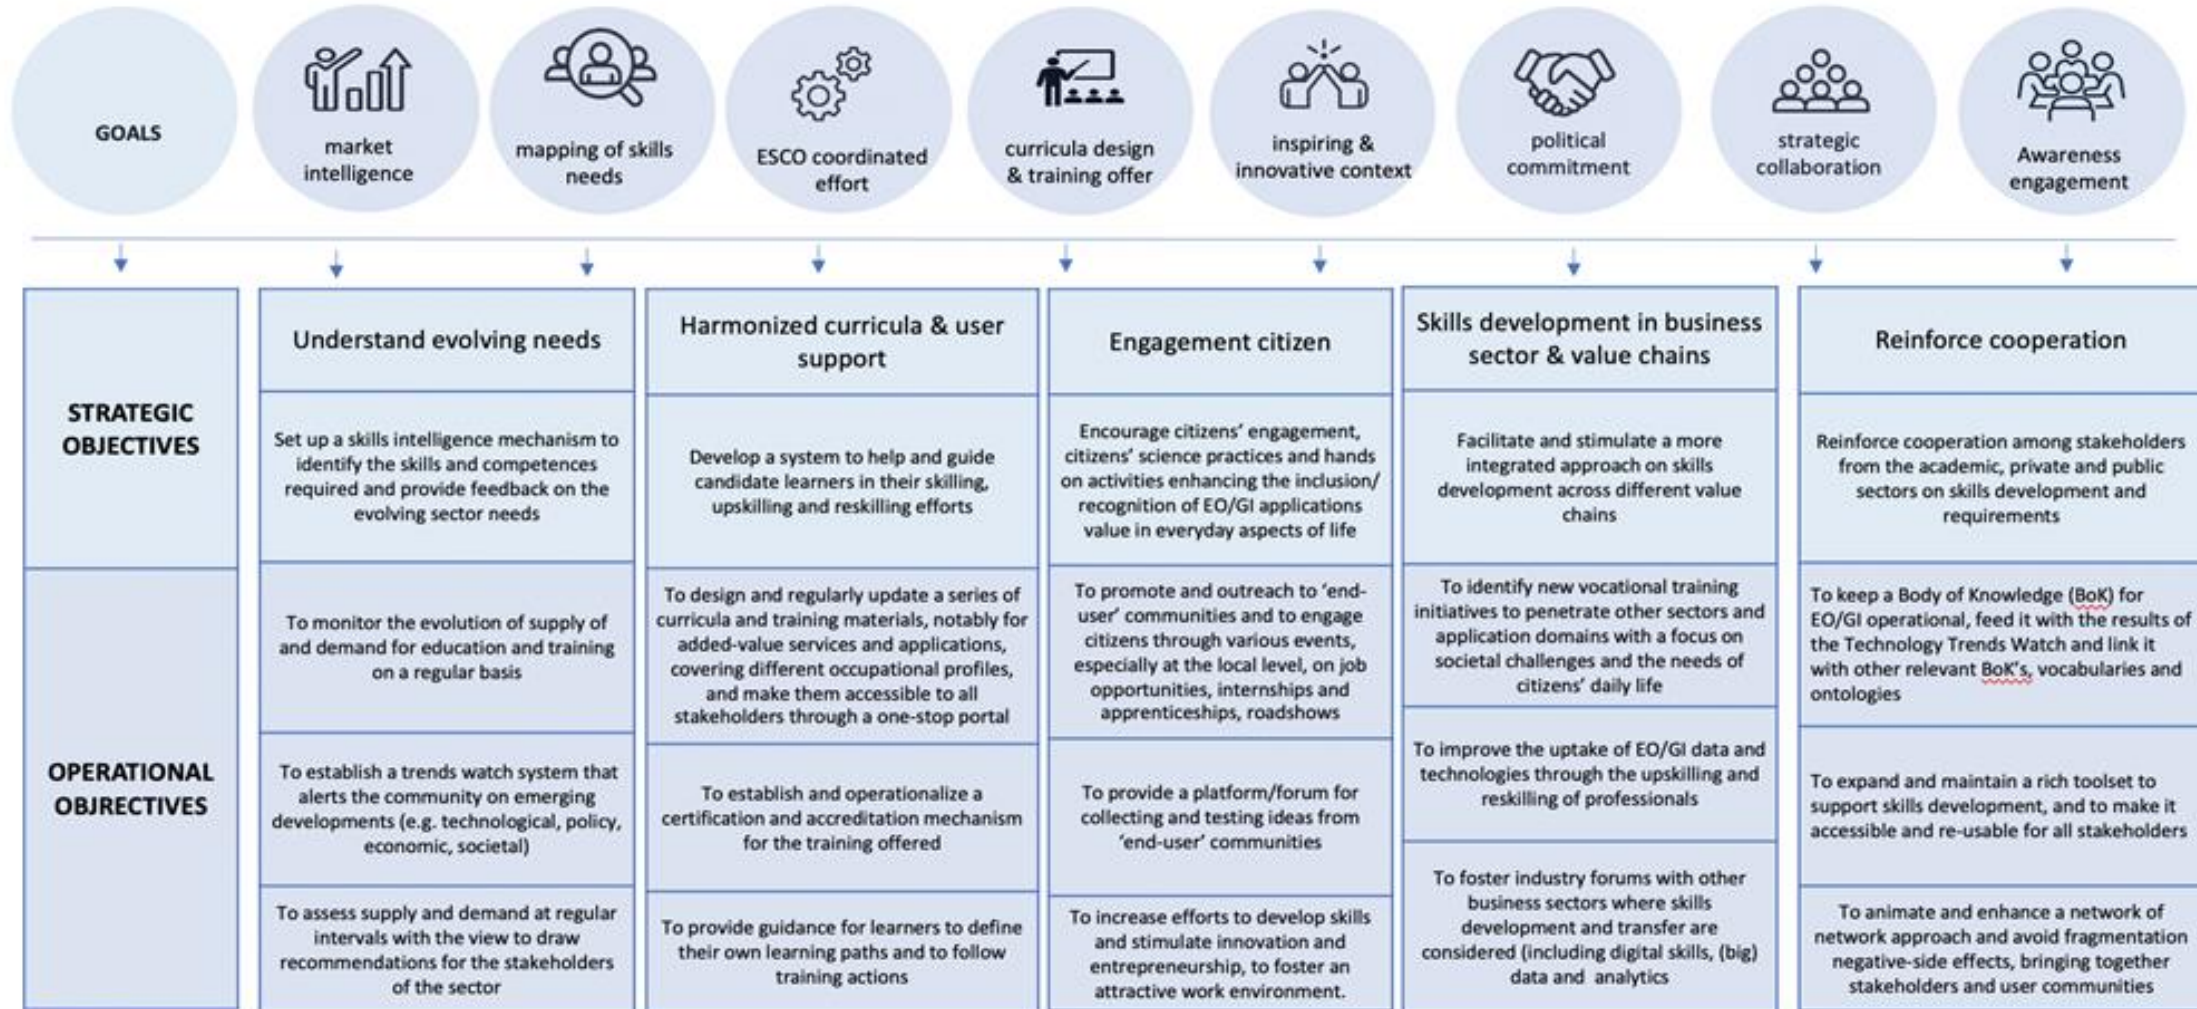 GOALS
market
intelligence
mapping of skills
needs
ESCO coordinated
effort
curricula design
& training offer
inspiring &
innovative context
political
commitment
strategic
collaboration
Awareness
engagement
STRATEGIC
OBJECTIVES
Understand evolving needs
Harmonized curricula & user
support
Engagement citizen
Skills development in business
sector & value chains
Reinforce cooperation
Set up a skills intelligence mechanism to
identify the skills and competences
required and provide feedback on the
evolving sector needs
Develop a system to help and guide
candidate learners in their skilling,
upskilling and reskilling efforts
Encourage citizens’ engagement,
citizens’ science practices and hands
on activities enhancing the inclusion/
recognition of EO/GI applications
value in everyday aspects of life
Facilitate and stimulate a more
integrated approach on skills
development across different value
chains
Reinforce cooperation among stakeholders
from the academic, private and public
sectors on skills development and
requirements
OPERATIONAL
OBJRECTIVES
To monitor the evolution of supply of
and demand for education and training
on a regular basis
To design and regularly update a series of
curricula and training materials, notably for
added-value services and applications,
covering different occupational profiles,
and make them accessible to all
stakeholders through a one-stop portal
To promote and outreach to ‘end-
user’ communities and to engage
citizens through various events,
especially at the local level, on job
opportunities, internships and
apprenticeships, roadshows
To identify new vocational training
initiatives to penetrate other sectors and
application domains with a focus on
societal challenges and the needs of
citizens’ daily life
To keep a Body of Knowledge (BoK) for
EO/GI operational, feed it with the results of
the Technology Trends Watch and link it
with other relevant BoK’s, vocabularies and
ontologies
To establish a trends watch system that
alerts the community on emerging
developments (e.g. technological, policy,
economic, societal)
To establish and operationalize a
certification and accreditation mechanism
for the training offered
To provide a platform/forum for
collecting and testing ideas from
‘end-user’ communities
To improve the uptake of EO/GI data and
technologies through the upskilling and
reskilling of professionals
To expand and maintain a rich toolset to
support skills development, and to make it
accessible and re-usable for all stakeholders
To assess supply and demand at regular
intervals with the view to draw
recommendations for the stakeholders
of the sector
To provide guidance for learners to define
their own learning paths and to follow
training actions
To increase efforts to develop skills
and stimulate innovation and
entrepreneurship, to foster an
attractive work environment.
To foster industry forums with other
business sectors where skills
development and transfer are
considered (including digital skills, (big)
data and analytics
To animate and enhance a network of
network approach and avoid fragmentation
negative-side effects, bringing together
stakeholders and user communities